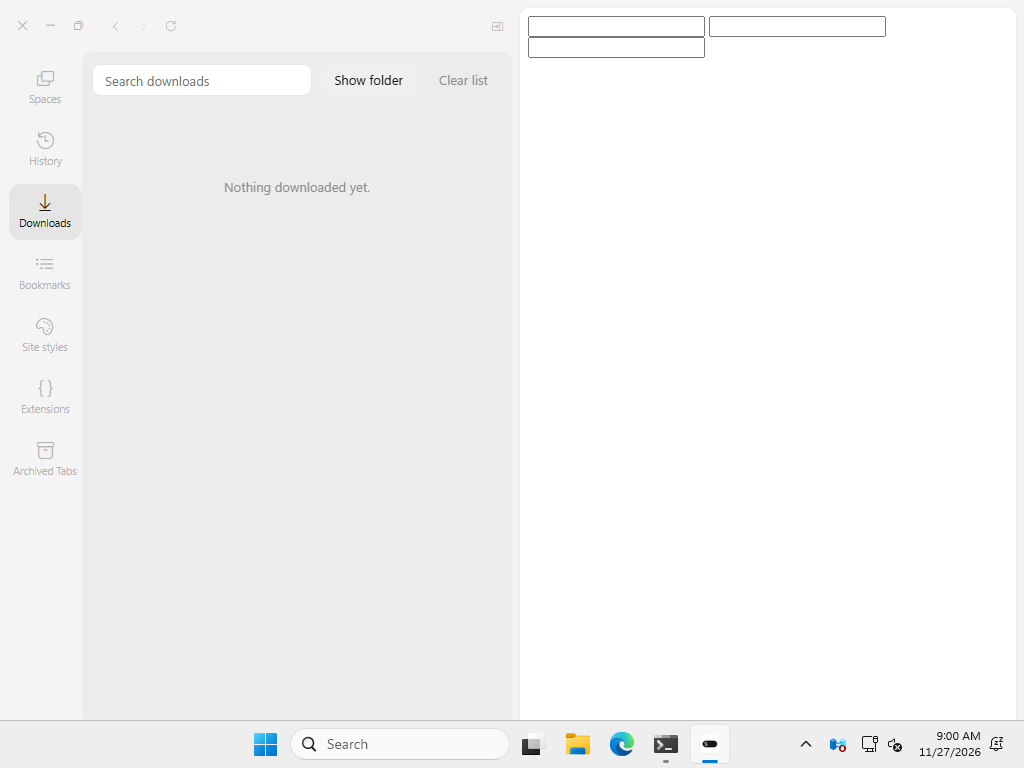 Spaces
History
Downloads
Bookmarks
Site styles
Extensions
Archived Tabs
Search downloads
Show folder
Clear list
Nothing downloaded yet.
Search
9:00 AM
11/27/2026